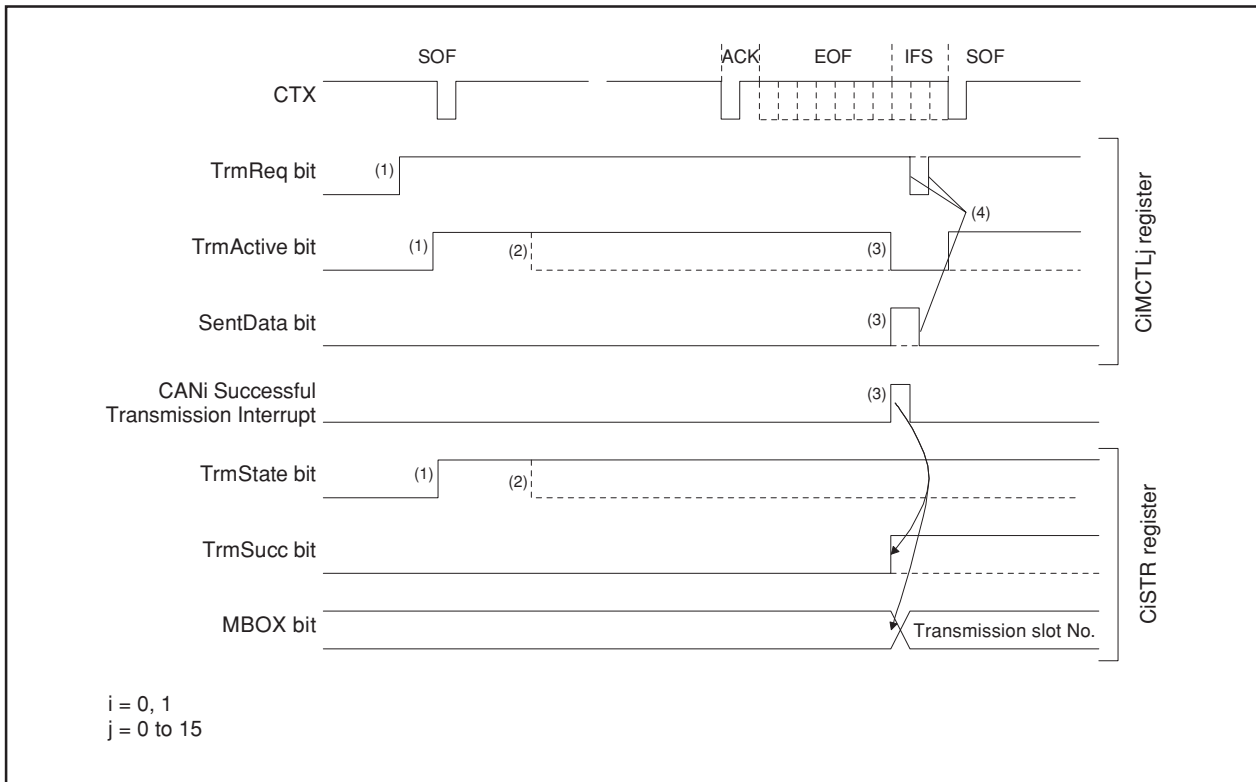 SOF ACK EOF IFS SOF
CTX
TrmReq bit (1)
(4)
TrmActive bit (1) (2) (3)
SentData bit (3)
CiMCTLj register
CANi Successful
Transmission Interrupt (3)
TrmState bit (1) (2)
TrmSucc bit
MBOX bit Transmission slot No.
CiSTR register
i = 0, 1
j = 0 to 15